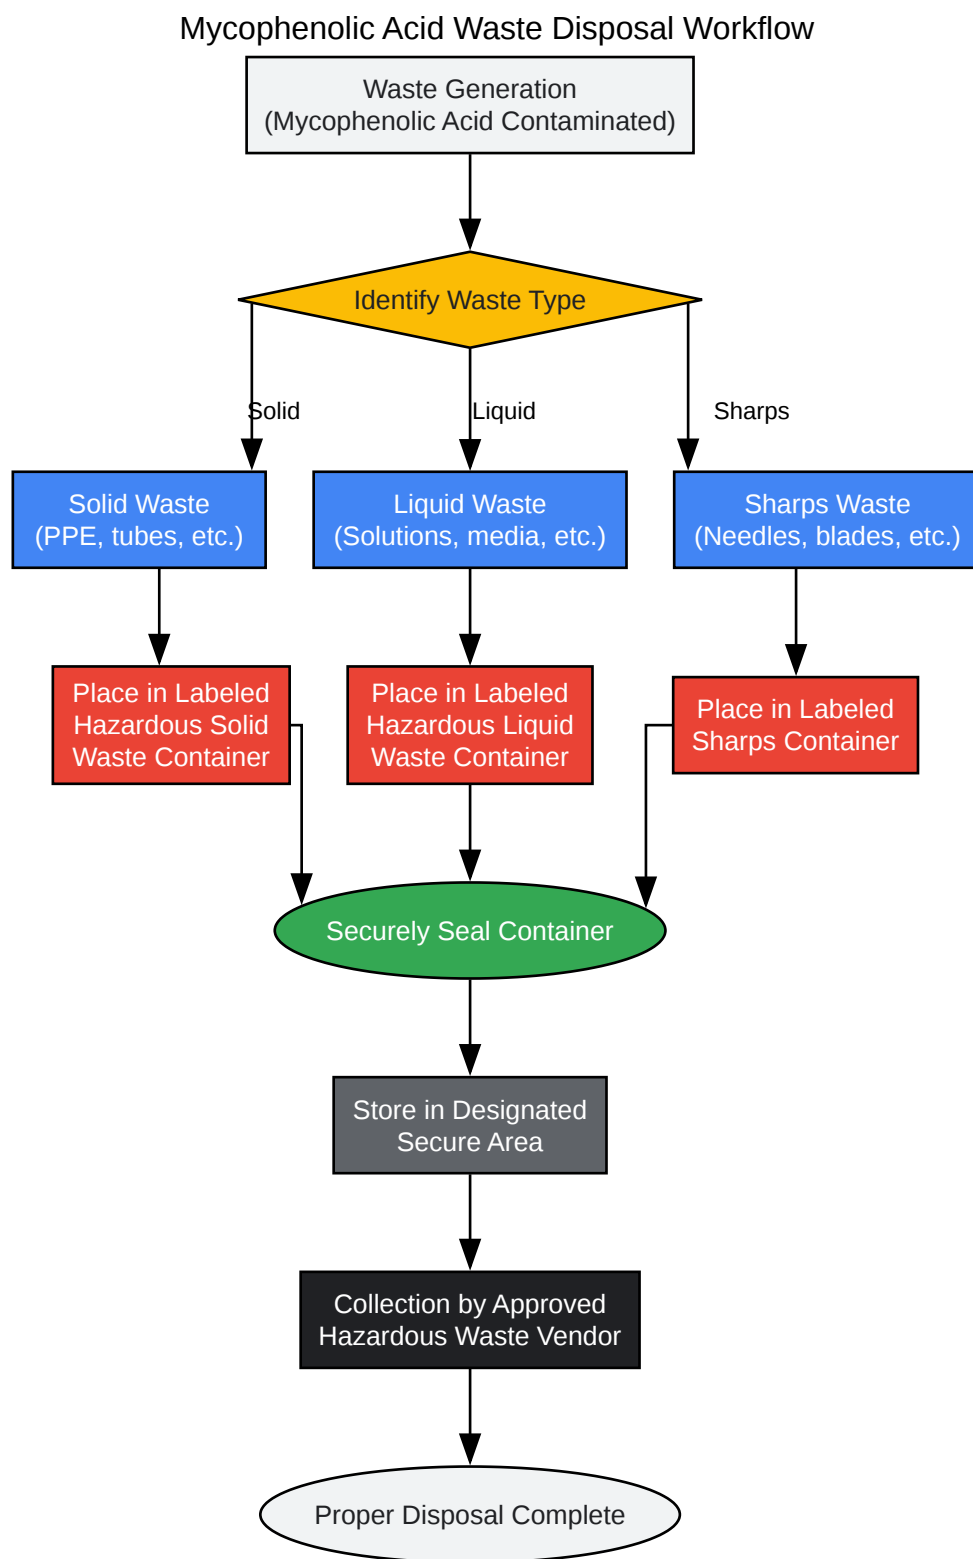 Mycophenolic Acid Waste Disposal Workflow
Waste Generation
(Mycophenolic Acid Contaminated)
Identify Waste Type
Solid
Liquid
Sharps
Solid Waste
(PPE, tubes, etc.)
Liquid Waste
(Solutions, media, etc.)
Sharps Waste
(Needles, blades, etc.)
Place in Labeled
Hazardous Solid
Waste Container
Place in Labeled
Hazardous Liquid
Waste Container
Place in Labeled
Sharps Container
Securely Seal Container
Store in Designated
Secure Area
Collection by Approved
Hazardous Waste Vendor
Proper Disposal Complete